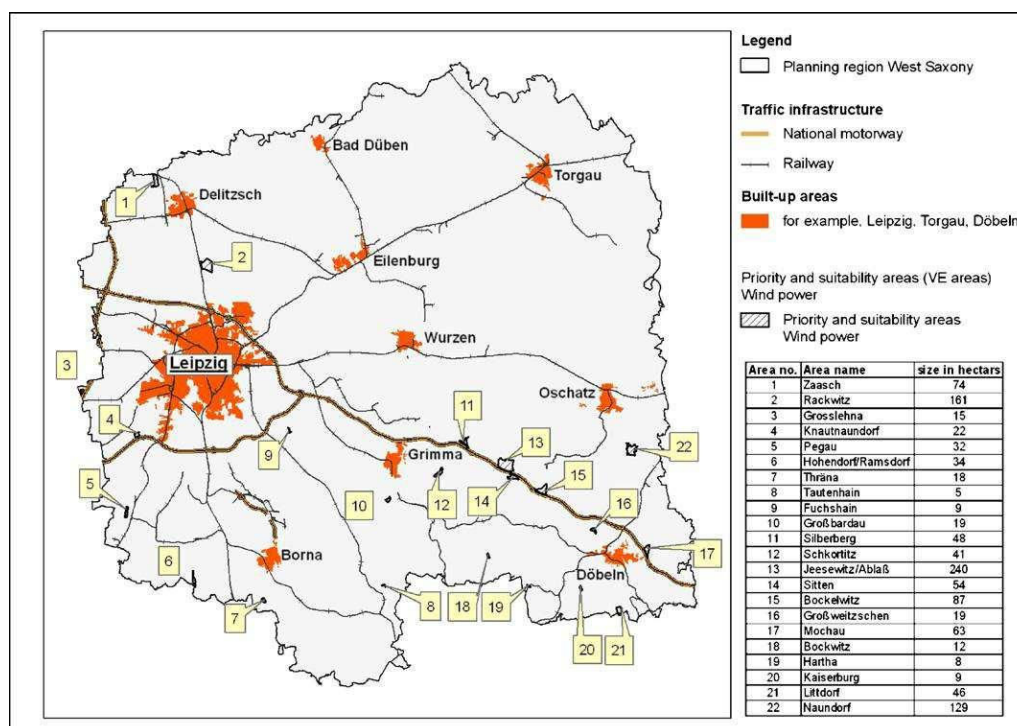 Legend
Planning region West Saxony
Traffic infrastructure
National motorway
Railway
Built-up areas
for example, Leipzig, Torgau, Döbeln
Priority and suitability areas (VE areas)
Wind power
Priority and suitability areas
Wind power
Area no. Area name size in hectars
1 Zaasch 74
2 Rackwitz 161
3 Grosslehna 15
4 Knautnaundorf 22
5 Pegau 32
6 Hohendorf/Ramsdorf 34
7 Thräna 18
8 Tautenhain 5
9 Fuchshain 9
10 Großbardau 19
11 Silberberg 48
12 Schkortitz 41
13 Jeesewitz/Ablaß 240
14 Sitten 54
15 Bockelwitz 87
16 Großweitzschen 19
17 Mochau 63
18 Bockwitz 12
19 Hartha 8
20 Kaiserburg 9
21 Littdorf 46
22 Naundorf 129
Bad Düben
Torgau
1
Delitzsch
2
Eilenburg
Wurzen
Leipzig
3
Oschatz
4
11
9
Grimma
13
22
5
10
12
14
15
16
6
Borna
Döbeln
17
7
8
18
19
20
21